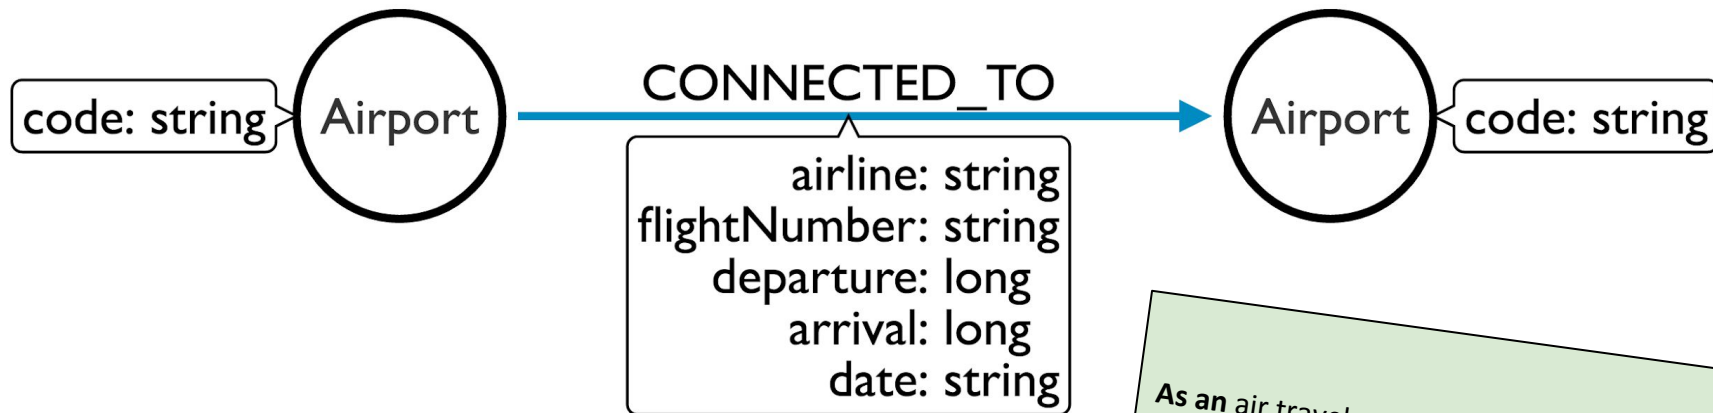 CONNECTED_TO
code: string
Airport
Airport
code: string
airline: string
flightNumber: string
departure: long
arrival: long
date: string
As an air